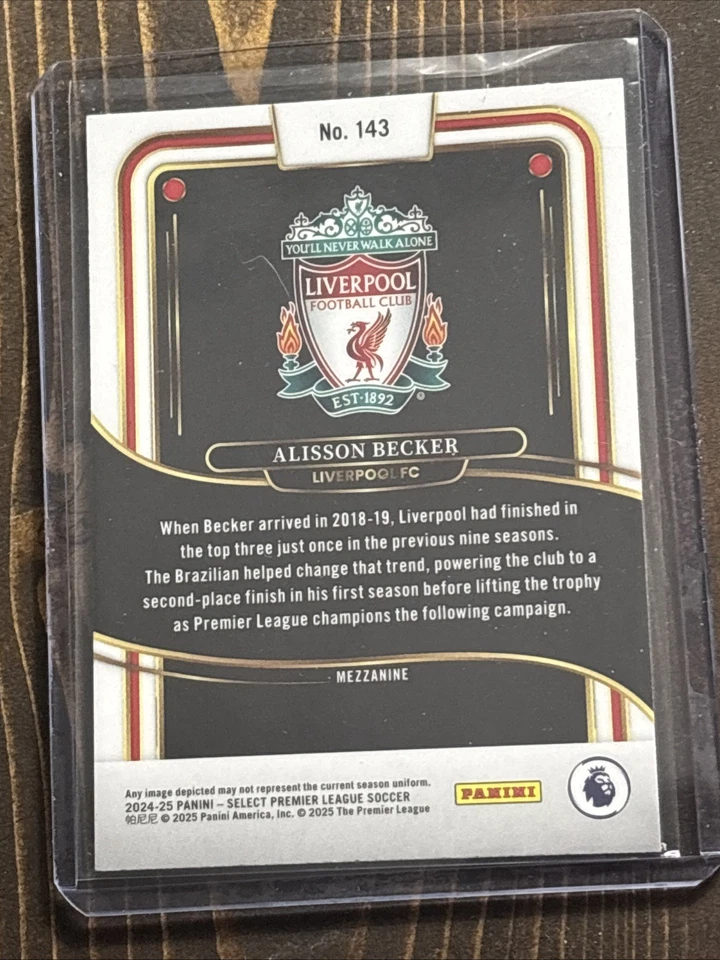 No. 143
YOU'LL NEVER WALK ALONE
LIVERPOOL
FOOTBALL CLUB
EST·1892
ALISSON BECKER
LIVERPOOL FC
When Becker arrived in 2018-19, Liverpool had finished in
the top three just once in the previous nine seasons.
The Brazilian helped change that trend, powering the club to a
second-place finish in his first season before lifting the trophy
as Premier League champions the following campaign.
MEZZANINE
Any image depicted may not represent the current season uniform.
2024-25 PANINI – SELECT PREMIER LEAGUE SOCCER
帕尼尼 © 2025 Panini America, Inc. © 2025 The Premier League
PANINI